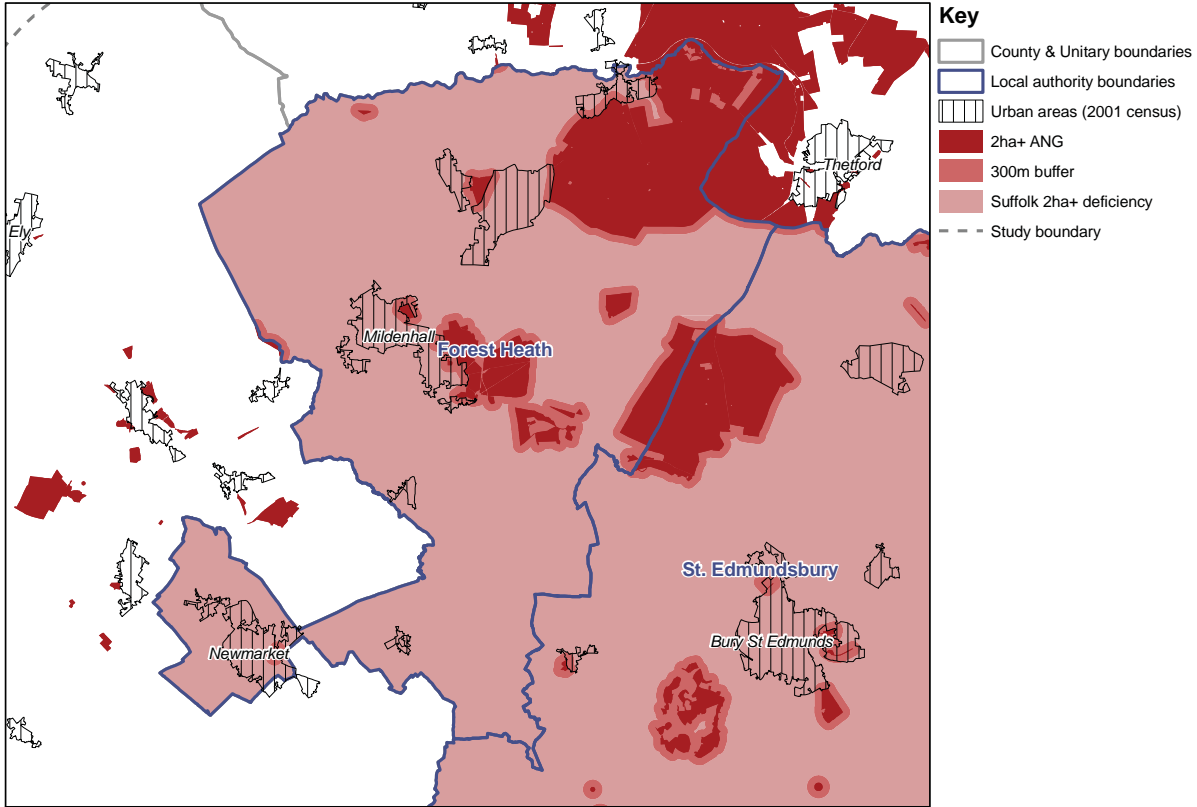 Key
County & Unitary boundaries
Local authority boundaries
Urban areas (2001 census)
2ha+ ANG
300m buffer
Suffolk 2ha+ deficiency
Study boundary
Thetford
Ely
Mildenhall
Forest Heath
St. Edmundsbury
Bury St Edmunds
Newmarket